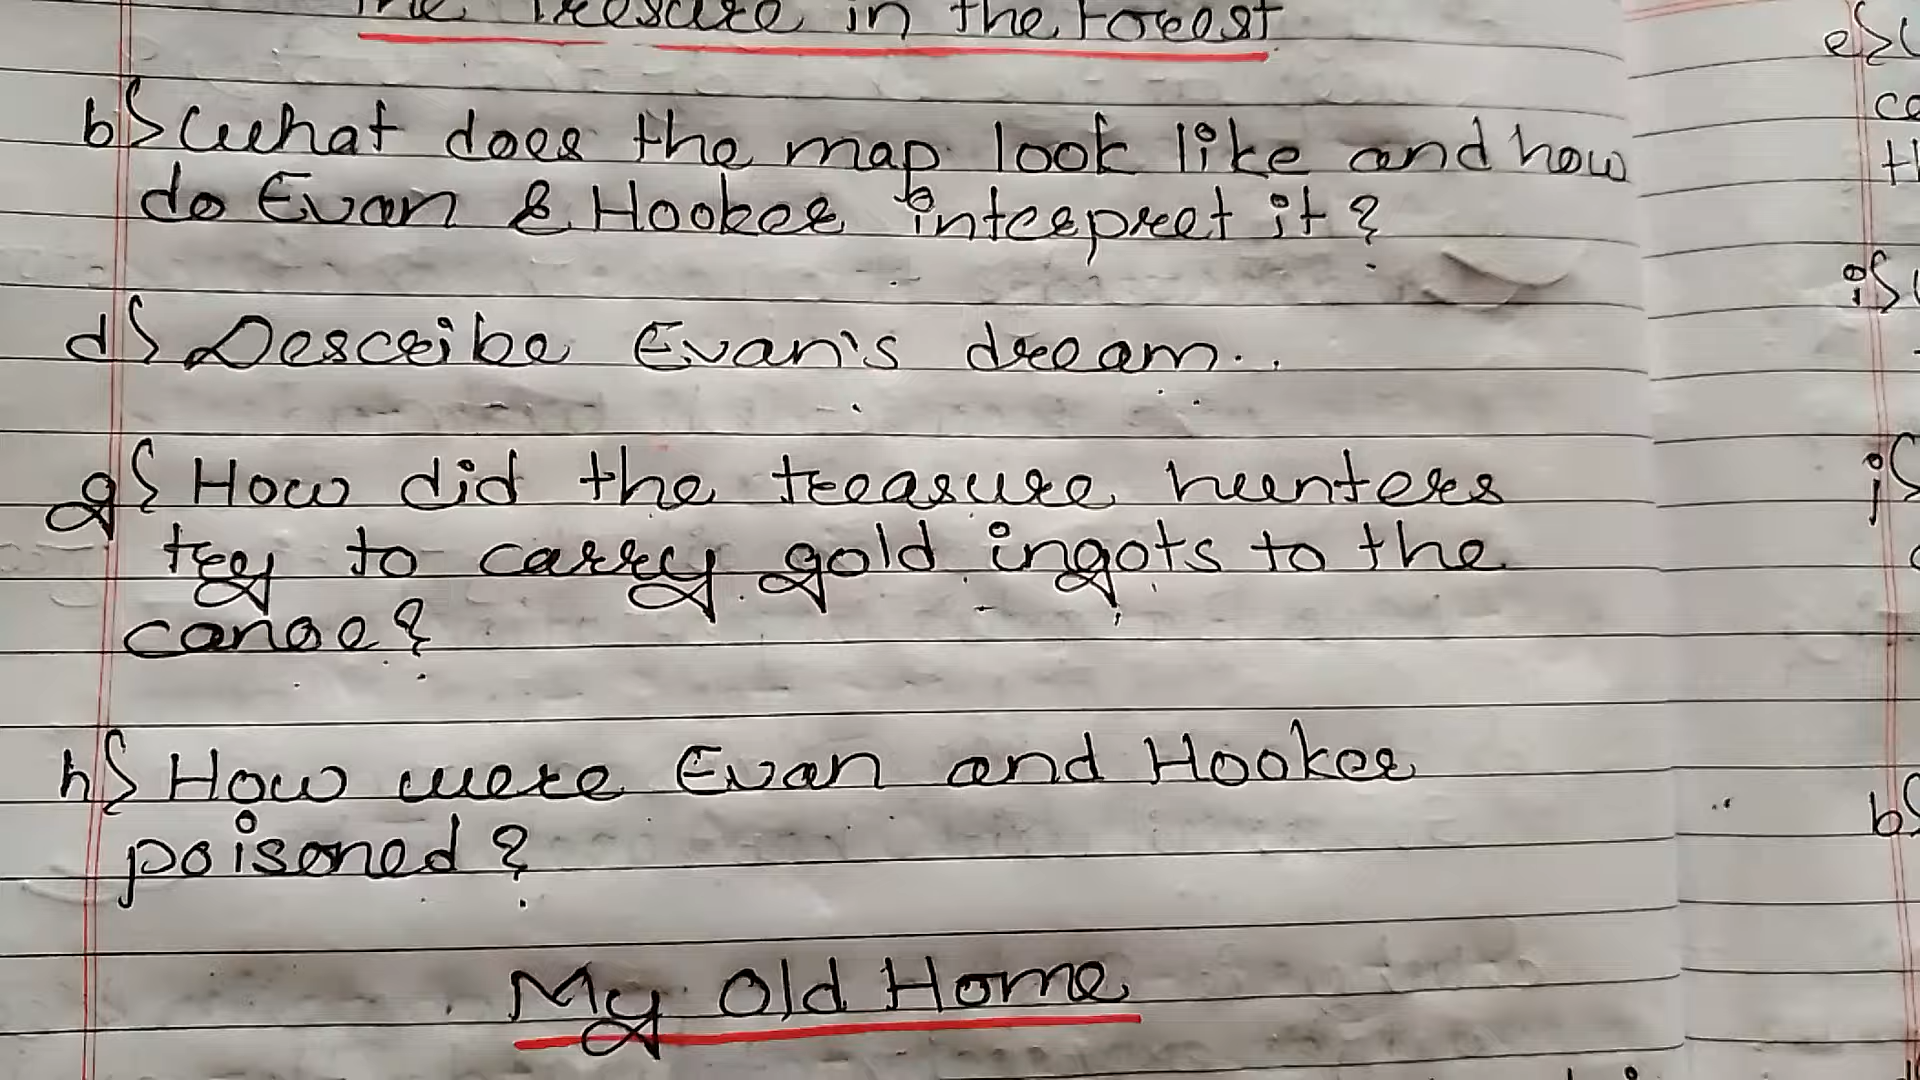 The Tresure in the Forest
b) What does the map look like and how
do Evan & Hooker interpret it?
d) Describe Evan's dream..
g) How did the treasure hunters
try to carry gold ingots to the
canoe?
h) How were Evan and Hooker
poisoned?
My Old Home
e)
i)
j)
b)